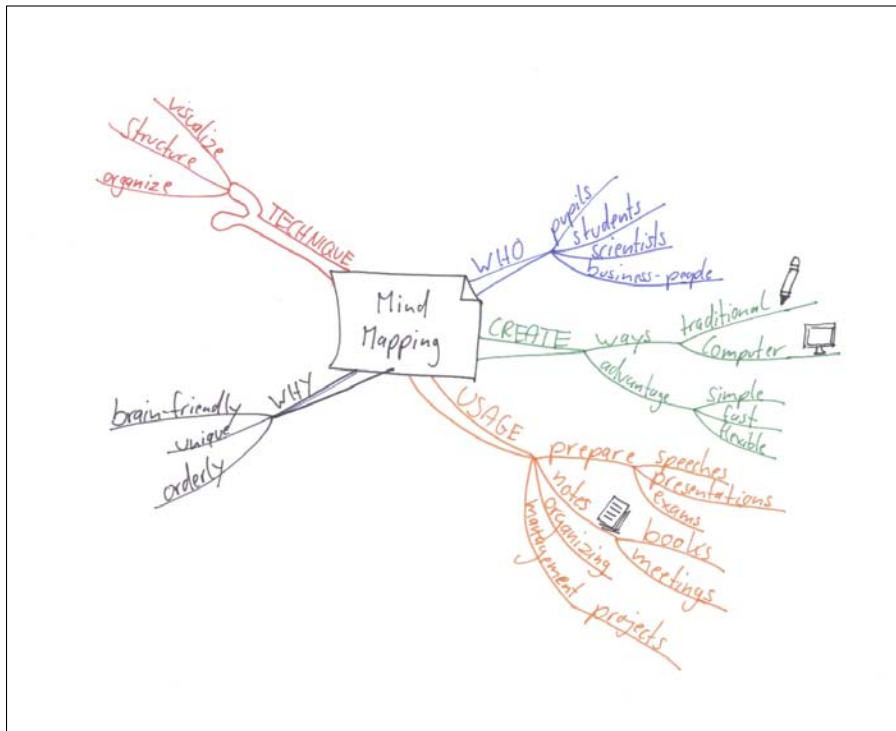 Mind
Mapping
TECHNIQUE
visualize
structure
organize
WHO
pupils
students
scientists
business-people
CREATE
ways
traditional
computer
advantage
simple
fast
flexible
USAGE
prepare
speeches
presentations
exams
notes
books
meetings
organizing
management
projects
WHY
brain-friendly
unique
orderly